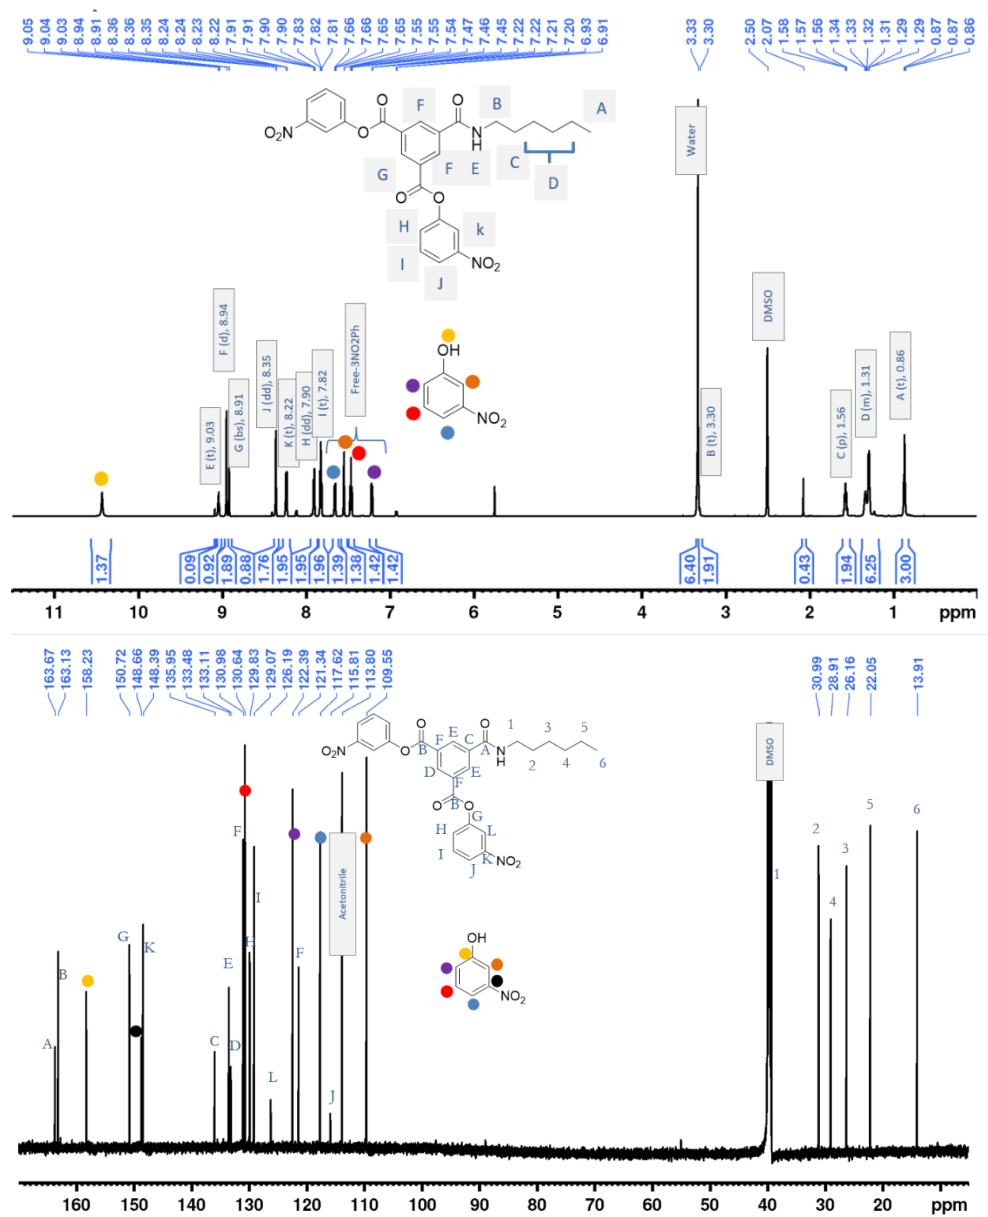 9.05 9.04 9.03 8.94 8.91 8.36 8.36 8.35 8.24 8.24 8.23 8.22 7.91 7.91 7.90 7.90 7.83 7.82 7.81 7.66 7.66 7.65 7.65 7.55 7.55 7.54 7.47 7.46 7.45 7.22 7.22 7.21 7.20 6.93 6.91 3.33 3.30 2.50 2.07 1.58 1.57 1.56 1.34 1.33 1.32 1.31 1.29 1.29 0.87 0.87 0.86
O₂N O O F O N H B A
G F E C D
O O
H k
I NO₂
J
OH
NO₂
E (t), 9.03
F (d), 8.94
G (bs), 8.91
J (dd), 8.35
K (t), 8.22
H (dd), 7.90
I (t), 7.82
Free-3NO2Ph
Water
B (t), 3.30
DMSO
C (p), 1.56
D (m), 1.31
A (t), 0.86
1.37 0.09 0.92 1.89 0.88 1.76 1.95 1.95 1.96 1.39 1.38 1.42 1.42 6.40 1.91 0.43 1.94 6.25 3.00
11 10 9 8 7 6 5 4 3 2 1 ppm
163.67 163.13 158.23 150.72 148.66 148.39 135.95 133.48 133.11 130.98 130.64 129.83 129.07 126.19 122.39 121.34 117.62 115.81 113.80 109.55 30.99 28.91 26.16 22.05 13.91
O₂N O O B F E C O A N H 1 2 3 4 5 6
D F E
B O O
G
H L
I K NO₂
J
OH
NO₂
A B G K C E D F H I L F J
Acetonitrile
DMSO
1 2 4 3 5 6
160 150 140 130 120 110 100 90 80 70 60 50 40 30 20 10 ppm